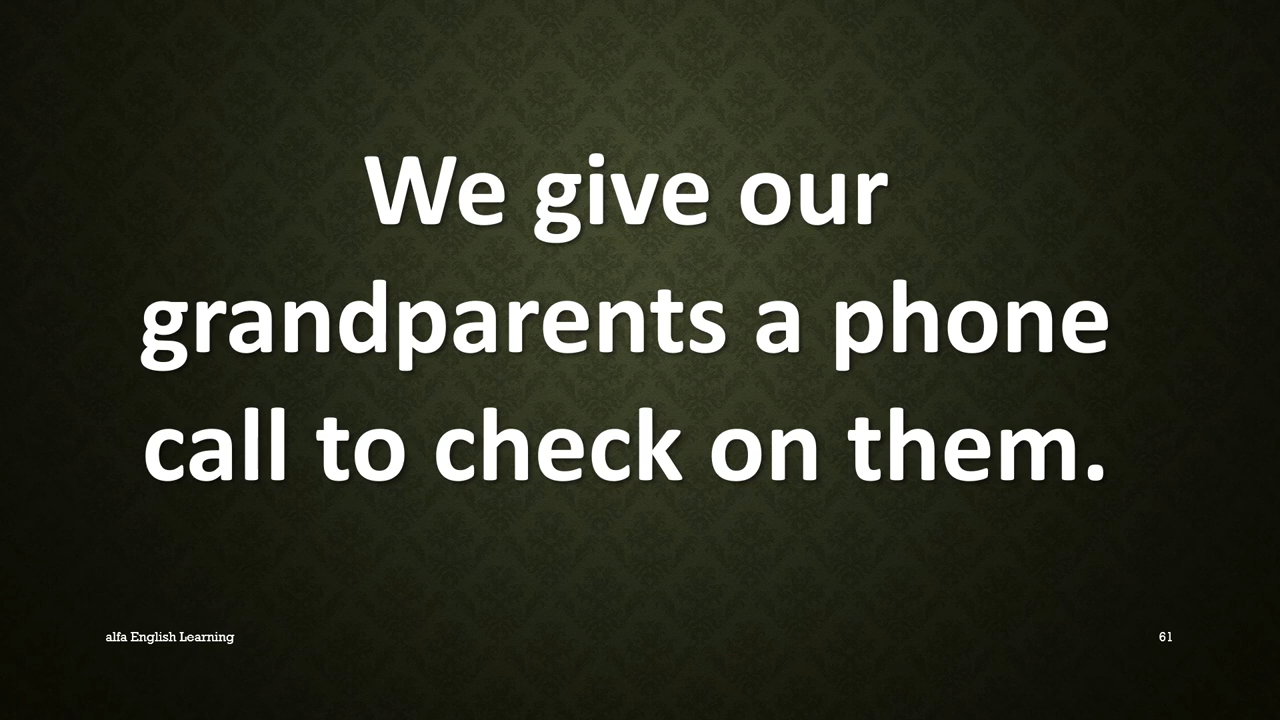 We give our
grandparents a phone
call to check on them.
alfa English Learning
61